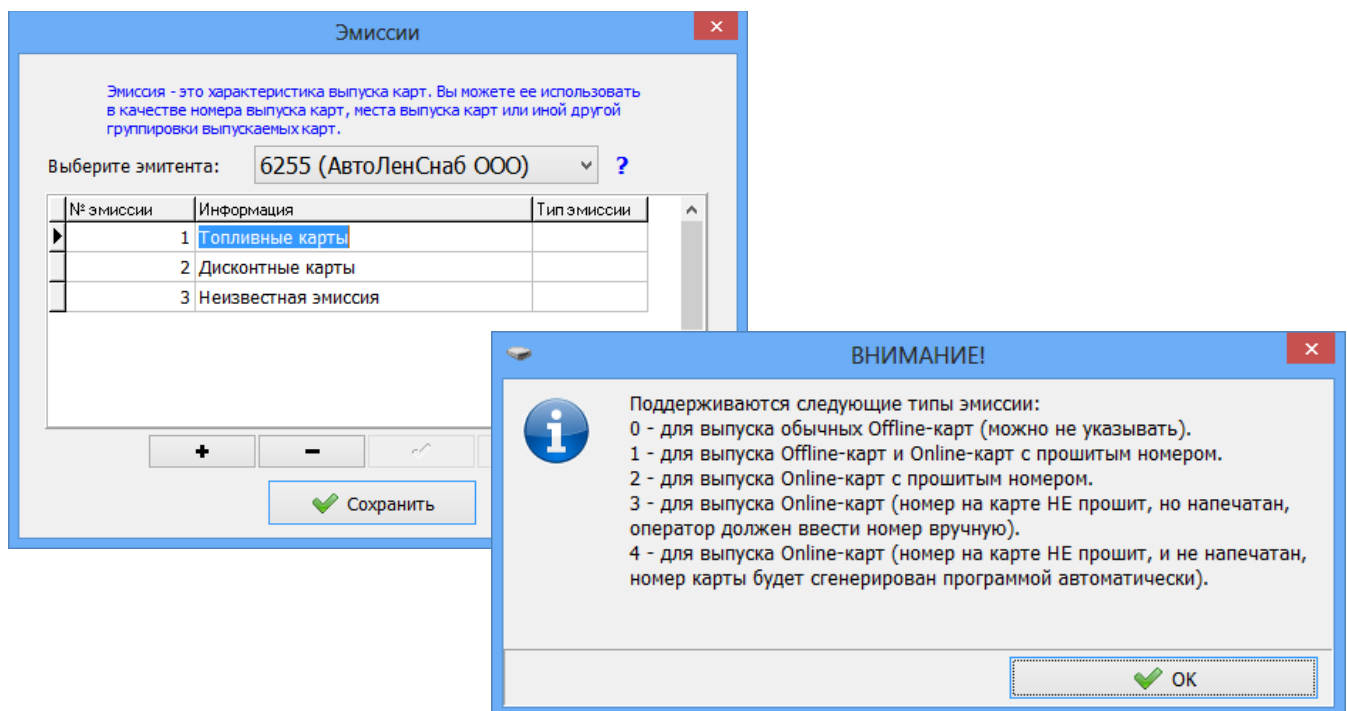 Эмиссии
Эмиссия - это характеристика выпуска карт. Вы можете ее использовать
в качестве номера выпуска карт, места выпуска карт или иной другой
группировки выпускаемых карт.
Выберите эмитента: 6255 (АвтоЛенСнаб ООО) ?
№ эмиссии Информация Тип эмиссии
1 Топливные карты
2 Дисконтные карты
3 Неизвестная эмиссия
Сохранить
ВНИМАНИЕ!
Поддерживаются следующие типы эмиссии:
0 - для выпуска обычных Offline-карт (можно не указывать).
1 - для выпуска Offline-карт и Online-карт с прошитым номером.
2 - для выпуска Online-карт с прошитым номером.
3 - для выпуска Online-карт (номер на карте НЕ прошит, но напечатан,
оператор должен ввести номер вручную).
4 - для выпуска Online-карт (номер на карте НЕ прошит, и не напечатан,
номер карты будет сгенерирован программой автоматически).
OK